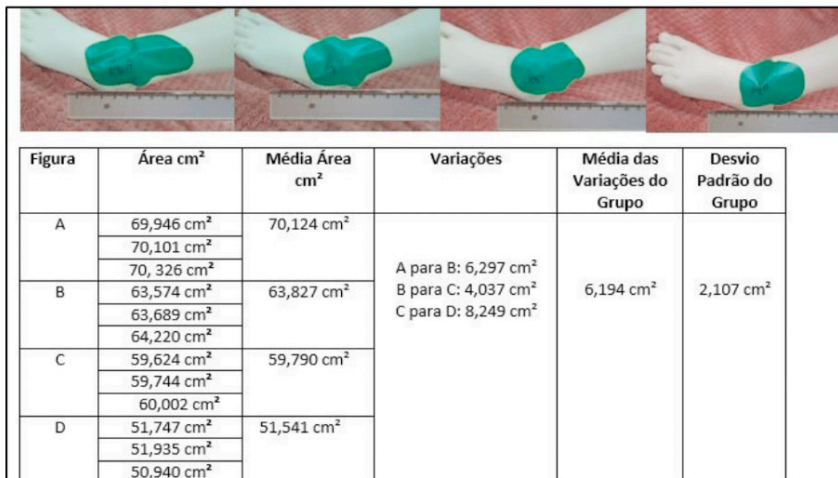 Figura Área cm² Média Área cm² Variações Média das Variações do Grupo Desvio Padrão do Grupo
A 69,946 cm² 70,124 cm²
70,101 cm²
70, 326 cm²
A para B: 6,297 cm²
B 63,574 cm² 63,827 cm² B para C: 4,037 cm² 6,194 cm² 2,107 cm²
63,689 cm² C para D: 8,249 cm²
64,220 cm²
C 59,624 cm² 59,790 cm²
59,744 cm²
60,002 cm²
D 51,747 cm² 51,541 cm²
51,935 cm²
50,940 cm²